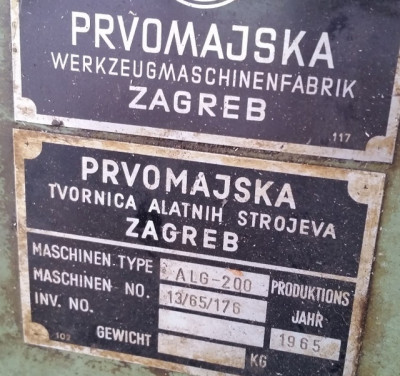 PRVOMAJSKA
WERKZEUGMASCHINENFABRIK
ZAGREB
117
PRVOMAJSKA
TVORNICA ALATNIH STROJEVA
ZAGREB
MASCHINEN. TYPE ALG-200 PRODUKTIONS
MASCHINEN NO. 13/65/176 JAHR
INV. NO. 1965
102 GEWICHT KG